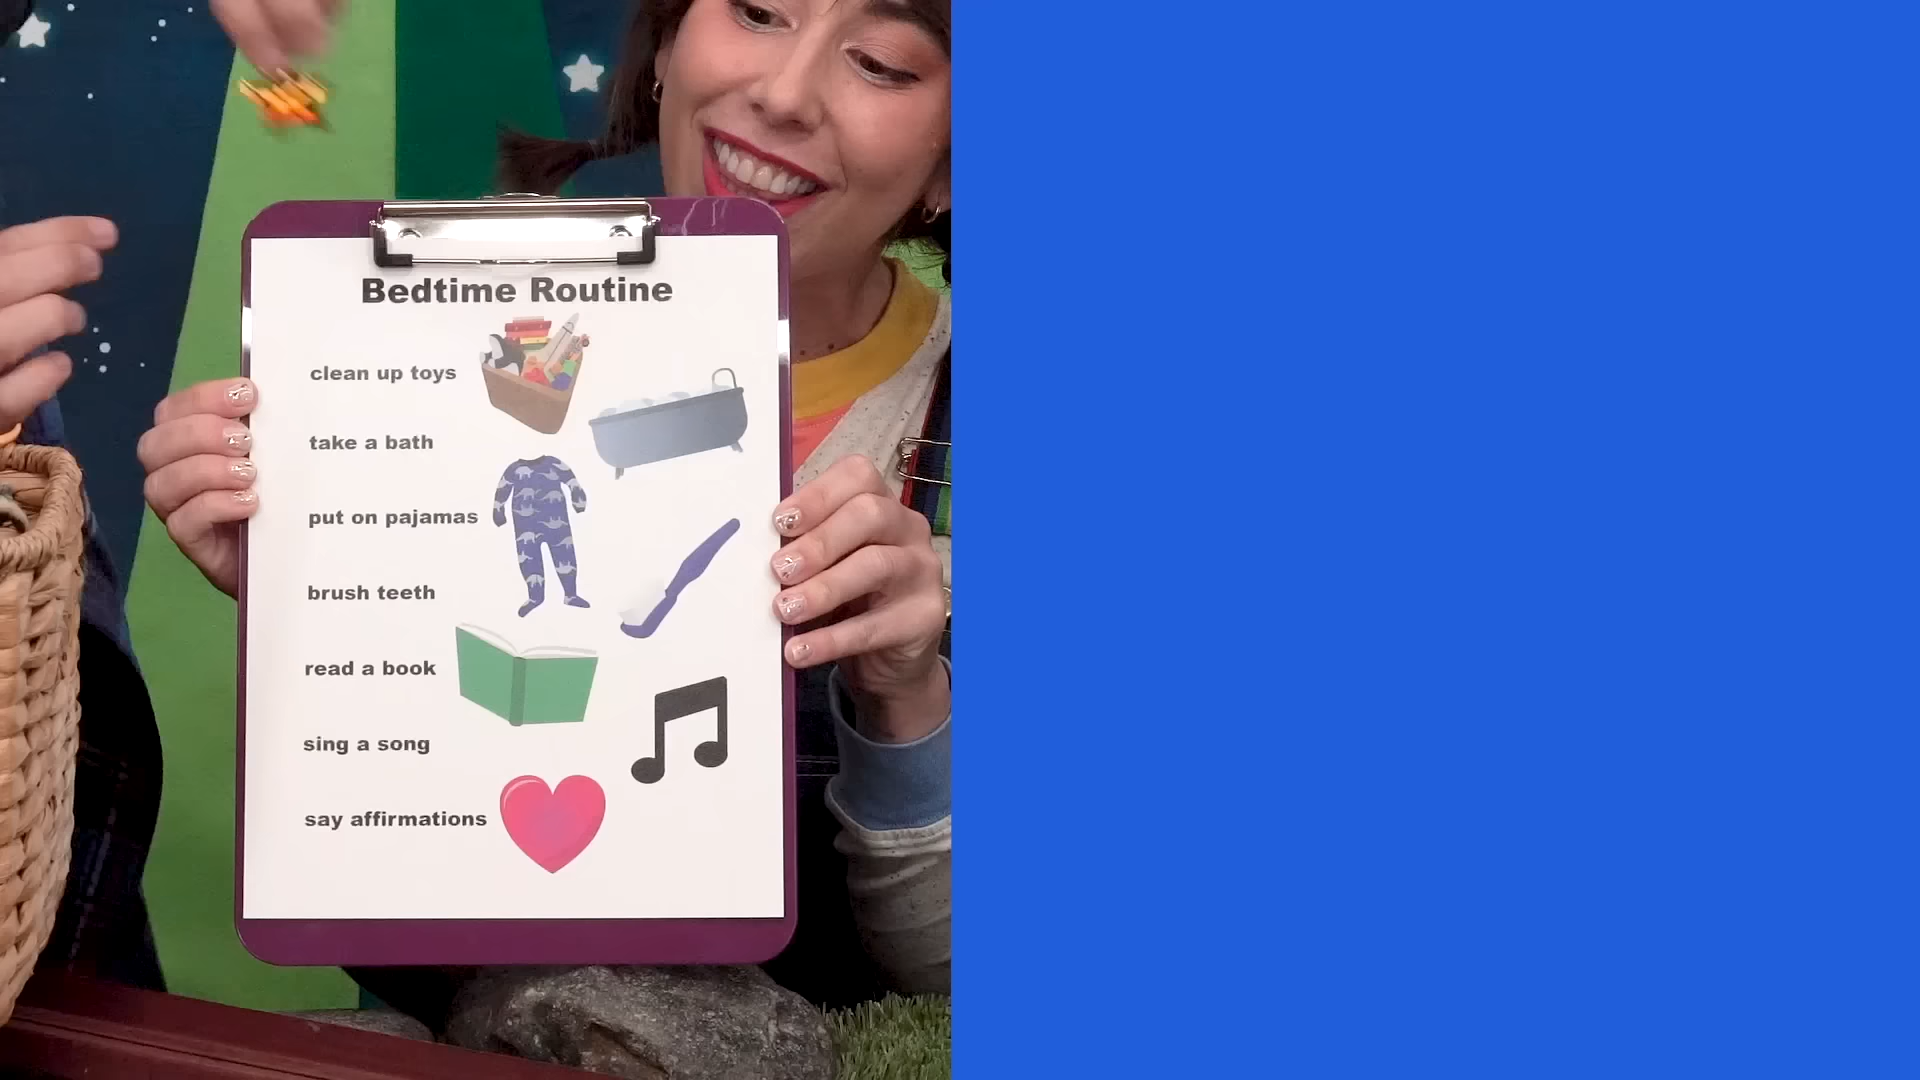 Bedtime Routine
clean up toys
take a bath
put on pajamas
brush teeth
read a book
sing a song
say affirmations